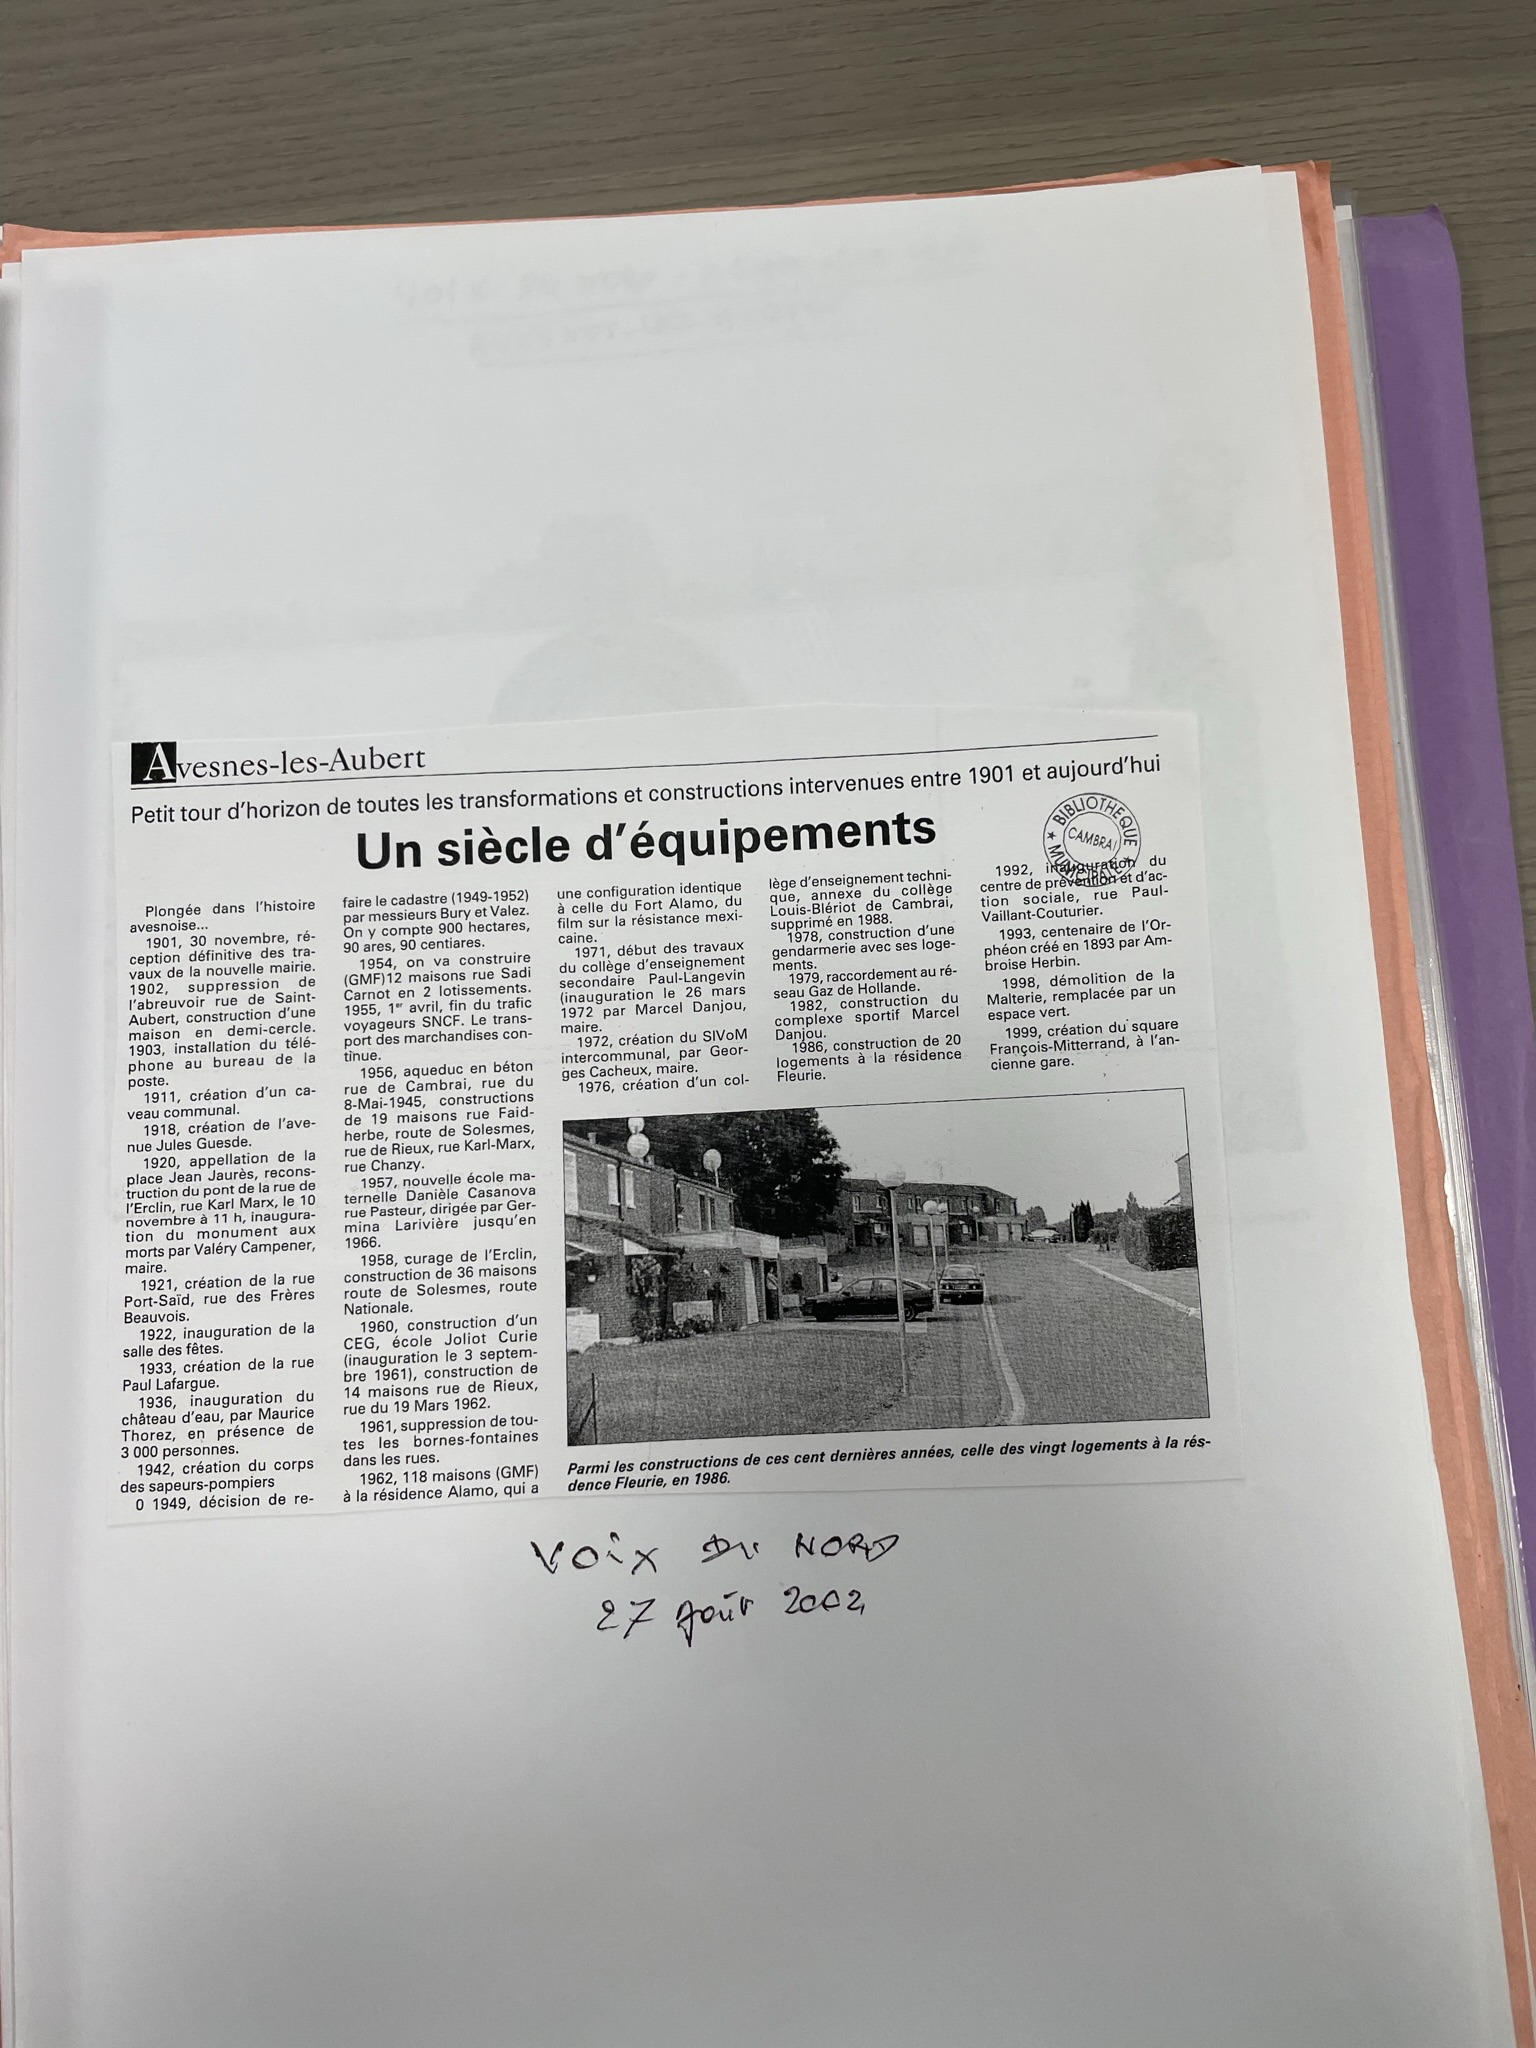 Avesnes-les-Aubert
Petit tour d'horizon de toutes les transformations et constructions intervenues entre 1901 et aujourd'hui
Un siècle d'équipements
BIBLIOTHEQUE
CAMBRAI
MUNICIPALE
Plongée dans l'histoire
avesnoise...
1901, 30 novembre, ré-
ception définitive des tra-
vaux de la nouvelle mairie.
1902, suppression de
l'abreuvoir rue de Saint-
Aubert, construction d'une
maison en demi-cercle.
1903, installation du télé-
phone au bureau de la
poste.
1911, création d'un ca-
veau communal.
1918, création de l'ave-
nue Jules Guesde.
1920, appellation de la
place Jean Jaurès, recons-
truction du pont de la rue de
l'Erclin, rue Karl Marx, le 10
novembre à 11 h, inaugura-
tion du monument aux
morts par Valéry Campener,
maire.
1921, création de la rue
Port-Saïd, rue des Frères
Beauvois.
1922, inauguration de la
salle des fêtes.
1933, création de la rue
Paul Lafargue.
1936, inauguration du
château d'eau, par Maurice
Thorez, en présence de
3 000 personnes.
1942, création du corps
des sapeurs-pompiers
0 1949, décision de re-
faire le cadastre (1949-1952)
par messieurs Bury et Valez.
On y compte 900 hectares,
90 ares, 90 centiares.
1954, on va construire
(GMF)12 maisons rue Sadi
Carnot en 2 lotissements.
1955, 1er avril, fin du trafic
voyageurs SNCF. Le trans-
port des marchandises con-
tinue.
1956, aqueduc en béton
rue de Cambrai, rue du
8-Mai-1945, constructions
de 19 maisons rue Faid-
herbe, route de Solesmes,
rue de Rieux, rue Karl-Marx,
rue Chanzy.
1957, nouvelle école ma-
ternelle Danièle Casanova
rue Pasteur, dirigée par Ger-
mina Larivière jusqu'en
1966.
1958, curage de l'Erclin,
construction de 36 maisons
route de Solesmes, route
Nationale.
1960, construction d'un
CEG, école Joliot Curie
(inauguration le 3 septem-
bre 1961), construction de
14 maisons rue de Rieux,
rue du 19 Mars 1962.
1961, suppression de tou-
tes les bornes-fontaines
dans les rues.
1962, 118 maisons (GMF)
à la résidence Alamo, qui a
une configuration identique
à celle du Fort Alamo, du
film sur la résistance mexi-
caine.
1971, début des travaux
du collège d'enseignement
secondaire Paul-Langevin
(inauguration le 26 mars
1972 par Marcel Danjou,
maire.
1972, création du SIVoM
intercommunal, par Geor-
ges Cacheux, maire.
1976, création d'un col-
lège d'enseignement techni-
que, annexe du collège
Louis-Blériot de Cambrai,
supprimé en 1988.
1978, construction d'une
gendarmerie avec ses loge-
ments.
1979, raccordement au ré-
seau Gaz de Hollande.
1982, construction du
complexe sportif Marcel
Danjou.
1986, construction de 20
logements à la résidence
Fleurie.
1992, inauguration du
centre de prévention et d'ac-
tion sociale, rue Paul-
Vaillant-Couturier.
1993, centenaire de l'Or-
phéon créé en 1893 par Am-
broise Herbin.
1998, démolition de la
Malterie, remplacée par un
espace vert.
1999, création du square
François-Mitterrand, à l'an-
cienne gare.
Parmi les constructions de ces cent dernières années, celle des vingt logements à la rés-
dence Fleurie, en 1986.
VOIX DU NORD
27 Août 2002